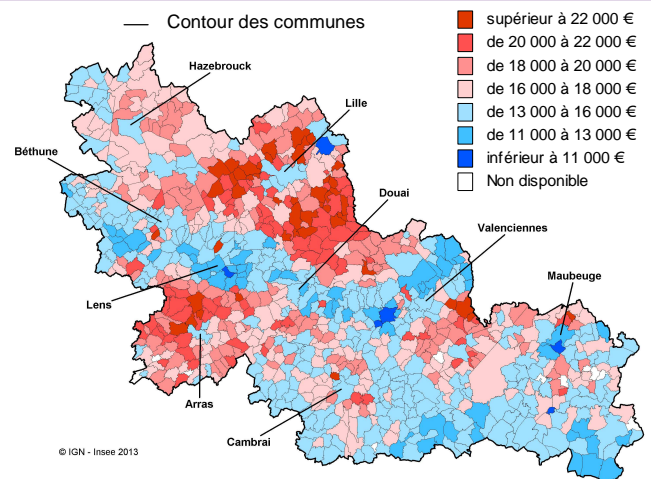 Contour des communes
supérieur à 22 000 €
de 20 000 à 22 000 €
de 18 000 à 20 000 €
de 16 000 à 18 000 €
de 13 000 à 16 000 €
de 11 000 à 13 000 €
inférieur à 11 000 €
Non disponible
Hazebrouck
Lille
Béthune
Douai
Valenciennes
Maubeuge
Lens
Arras
Cambrai
© IGN - Insee 2013